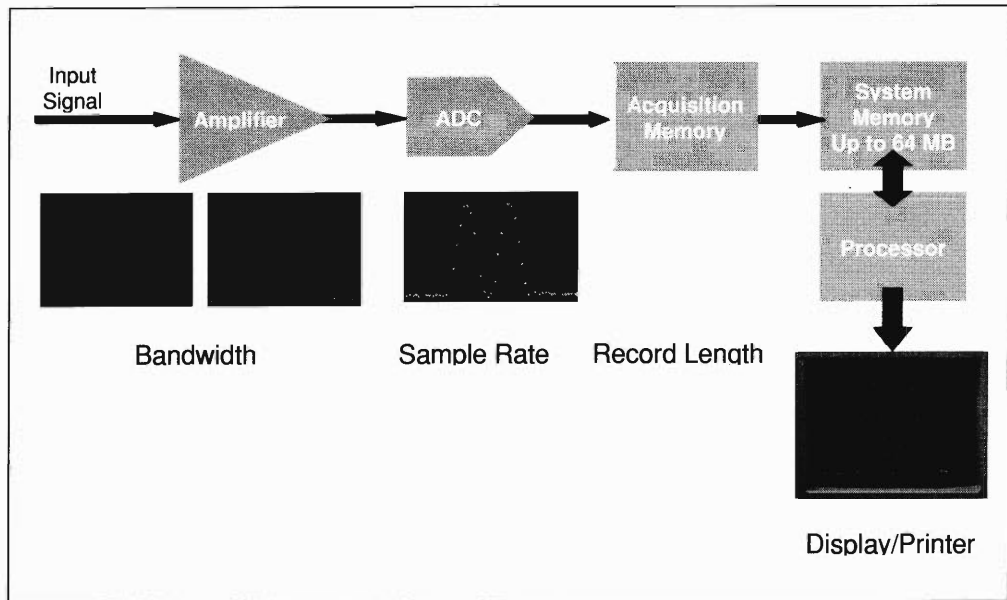 Input
Signal
Amplifier
ADC
Acquisition
Memory
System
Memory
Up to 64 MB
Processor
Bandwidth
Sample Rate
Record Length
Display/Printer